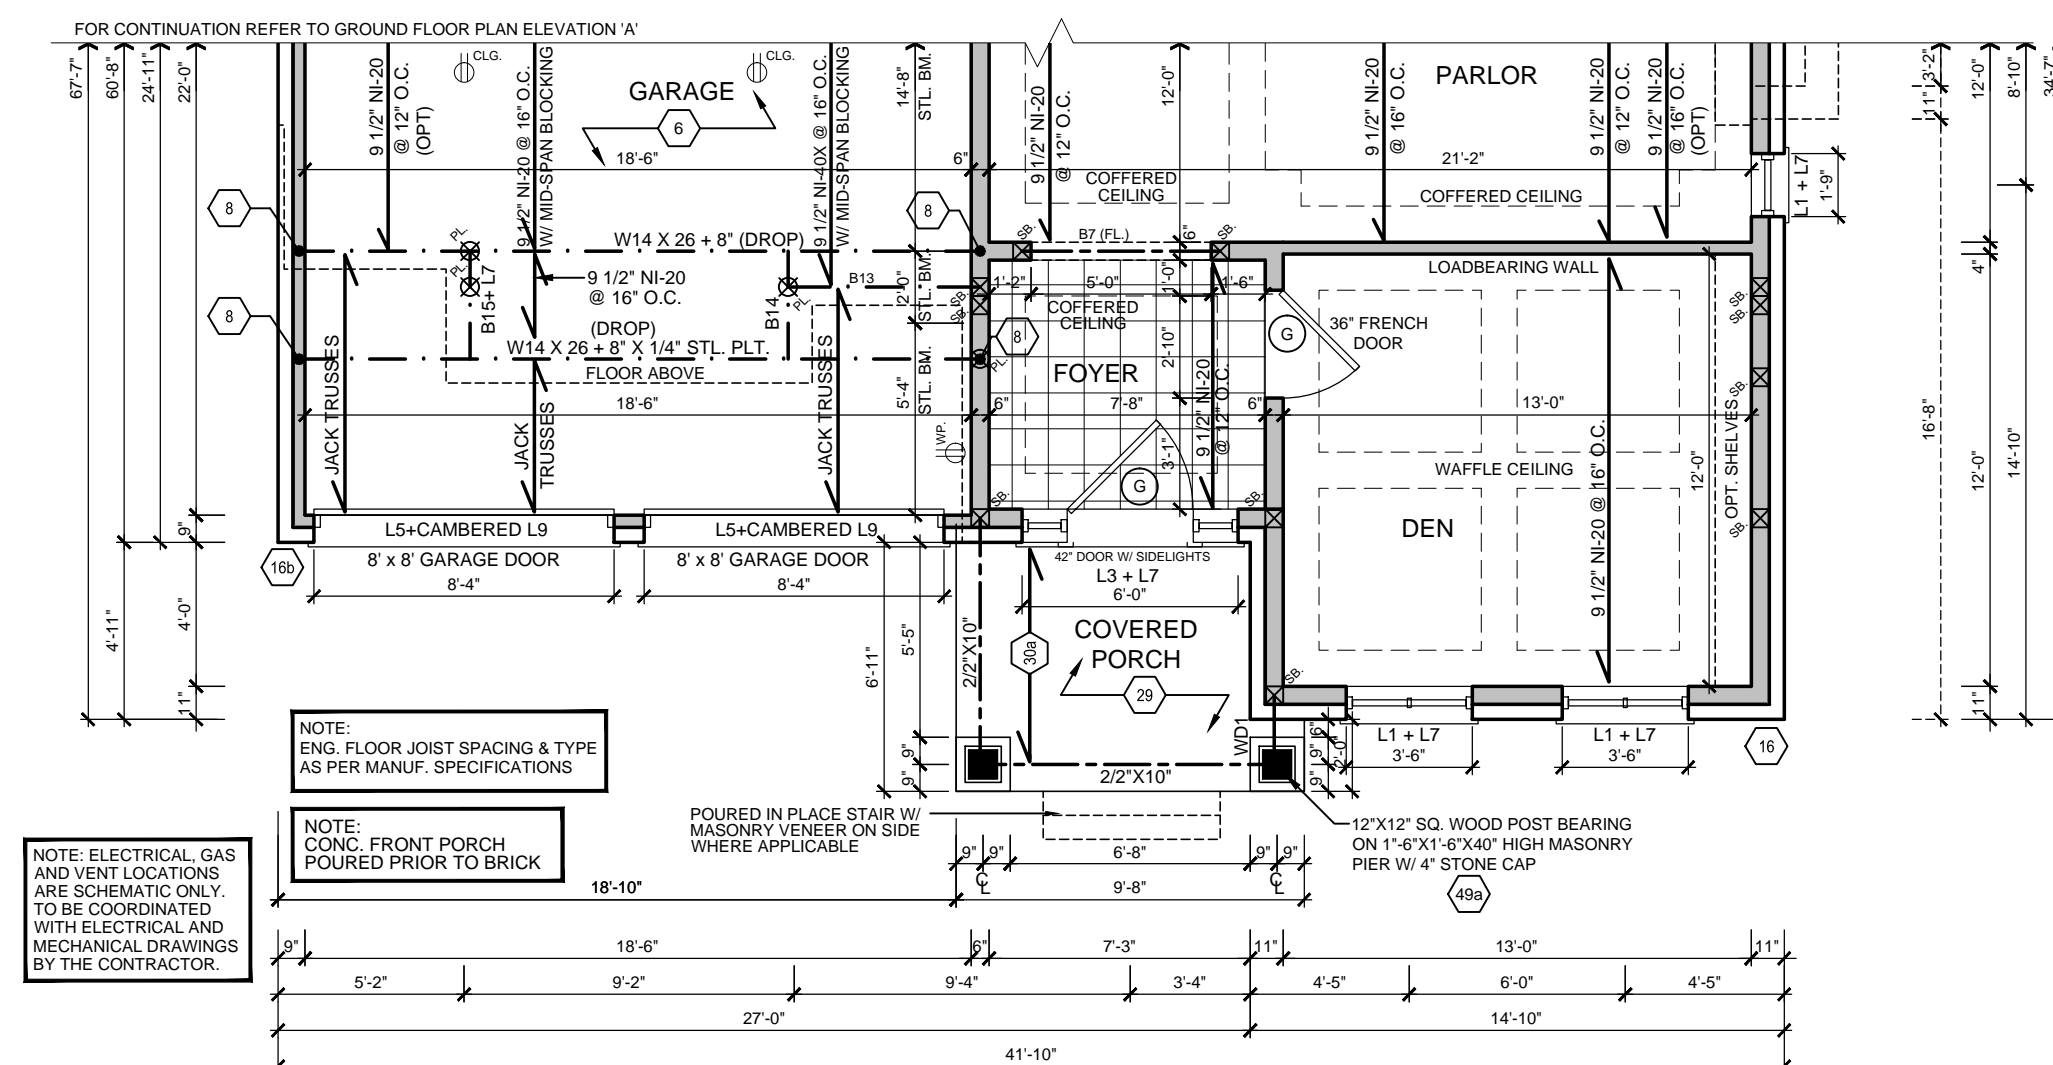 FOR CONTINUATION REFER TO GROUND FLOOR PLAN ELEVATION 'A'
67'-7"
60'-8"
24'-11"
22'-0"
9 1/2" NI-20
@ 12" O.C.
(OPT)
CLG.
9 1/2" NI-20 @ 16" O.C.
W/ MID-SPAN BLOCKING
GARAGE
6
CLG.
9 1/2" NI-40X @ 16" O.C.
W/ MID-SPAN BLOCKING
14'-8"
STL. BM.
18'-6"
6"
9 1/2" NI-20
@ 12" O.C.
COFFERED
CEILING
12'-0"
9 1/2" NI-20
@ 16" O.C.
PARLOR
21'-2"
COFFERED CEILING
9 1/2" NI-20
@ 12" O.C.
9 1/2" NI-20
@ 16" O.C.
(OPT)
L1 + L7
1'-9"
3'-2"
11"
12'-0"
8'-10"
34'-7"
8
8
PL.
W14 X 26 + 8" (DROP)
SB.
B7 (FL.)
SB.
6"
4"
LOADBEARING WALL
PL.
B15+ L7
9 1/2" NI-20
@ 16" O.C.
B14
PL.
B13
2'-0"
STL. BM.
SB.
SB.
1'-2"
5'-0"
1'-0"
1'-6"
COFFERED
CEILING
8
(DROP)
W14 X 26 + 8" X 1/4" STL. PLT.
FLOOR ABOVE
8
PL.
FOYER
2'-10"
G
36" FRENCH
DOOR
SB.
SB.
JACK TRUSSES
18'-6"
JACK
TRUSSES
JACK TRUSSES
5'-4"
STL. BM.
WP.
6"
7'-8"
6"
9 1/2" NI-20
@ 12" O.C.
3'-1"
G
13'-0"
WAFFLE CEILING
DEN
9 1/2" NI-20 @ 16" O.C.
12'-0"
OPT. SHELVES
SB.
16'-8"
12'-0"
14'-10"
9"
L5+CAMBERED L9
L5+CAMBERED L9
SB.
SB.
16b
8' x 8' GARAGE DOOR
8' x 8' GARAGE DOOR
8'-4"
8'-4"
42" DOOR W/ SIDELIGHTS
L3 + L7
6'-0"
4'-11"
4'-0"
11"
6'-11"
5'-5"
2/2"X10"
30a
COVERED
PORCH
29
SB.
11"
NOTE:
ENG. FLOOR JOIST SPACING & TYPE
AS PER MANUF. SPECIFICATIONS
9"
9"
2/2"X10"
WD1
6"
9"
9"
2'-0"
L1 + L7
3'-6"
L1 + L7
3'-6"
16
NOTE:
CONC. FRONT PORCH
POURED PRIOR TO BRICK
POURED IN PLACE STAIR W/
MASONRY VENEER ON SIDE
WHERE APPLICABLE
12"X12" SQ. WOOD POST BEARING
ON 1"-6"X1'-6"X40" HIGH MASONRY
PIER W/ 4" STONE CAP
49a
NOTE: ELECTRICAL, GAS
AND VENT LOCATIONS
ARE SCHEMATIC ONLY.
TO BE COORDINATED
WITH ELECTRICAL AND
MECHANICAL DRAWINGS
BY THE CONTRACTOR.
9"
9"
6'-8"
9"
9"
CL
CL
18'-10"
9'-8"
9"
18'-6"
6"
7'-3"
11"
13'-0"
11"
5'-2"
9'-2"
9'-4"
3'-4"
4'-5"
6'-0"
4'-5"
27'-0"
14'-10"
41'-10"